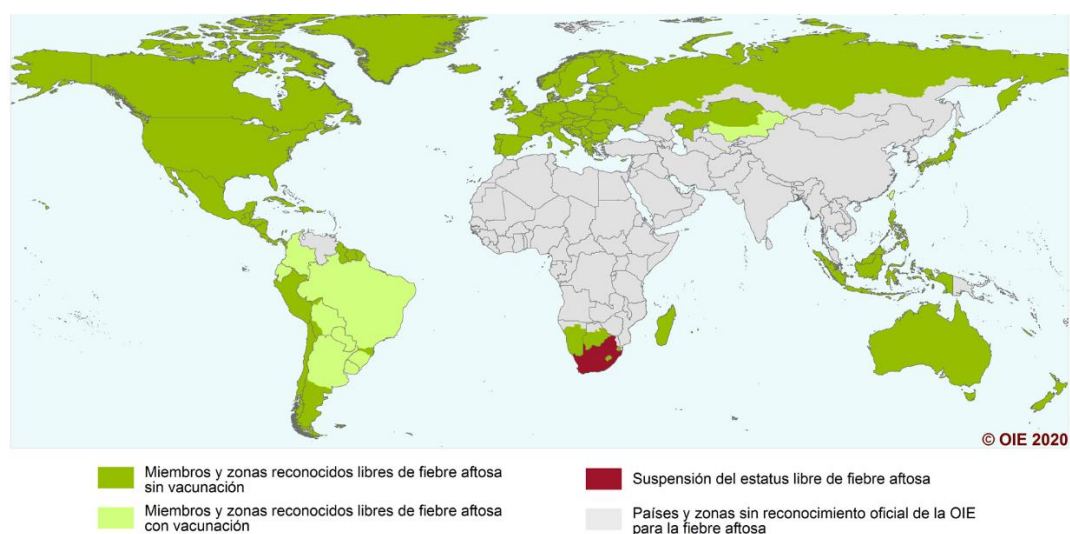 © OIE 2020
Miembros y zonas reconocidos libres de fiebre aftosa
sin vacunación
Miembros y zonas reconocidos libres de fiebre aftosa
con vacunación
Suspensión del estatus libre de fiebre aftosa
Países y zonas sin reconocimiento oficial de la OIE
para la fiebre aftosa